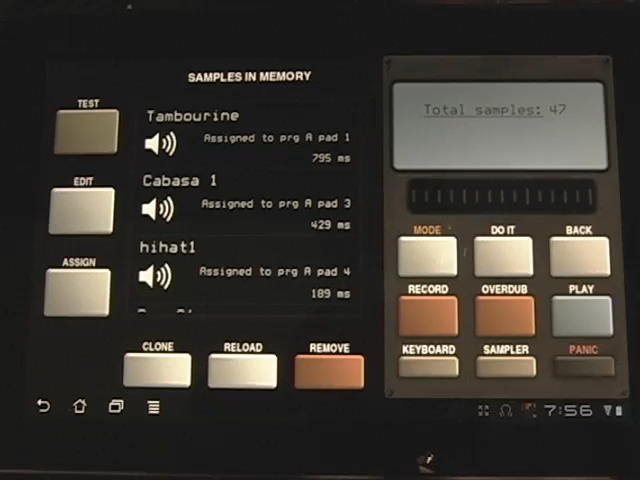 SAMPLES IN MEMORY
TEST
EDIT
ASSIGN
Tambourine
Assigned to prg A pad 1
795 ms
Cabasa 1
Assigned to prg A pad 3
429 ms
hihat1
Assigned to prg A pad 4
189 ms
CLONE
RELOAD
REMOVE
Total samples: 47
MODE
DO IT
BACK
RECORD
OVERDUB
PLAY
KEYBOARD
SAMPLER
PANIC
7:56